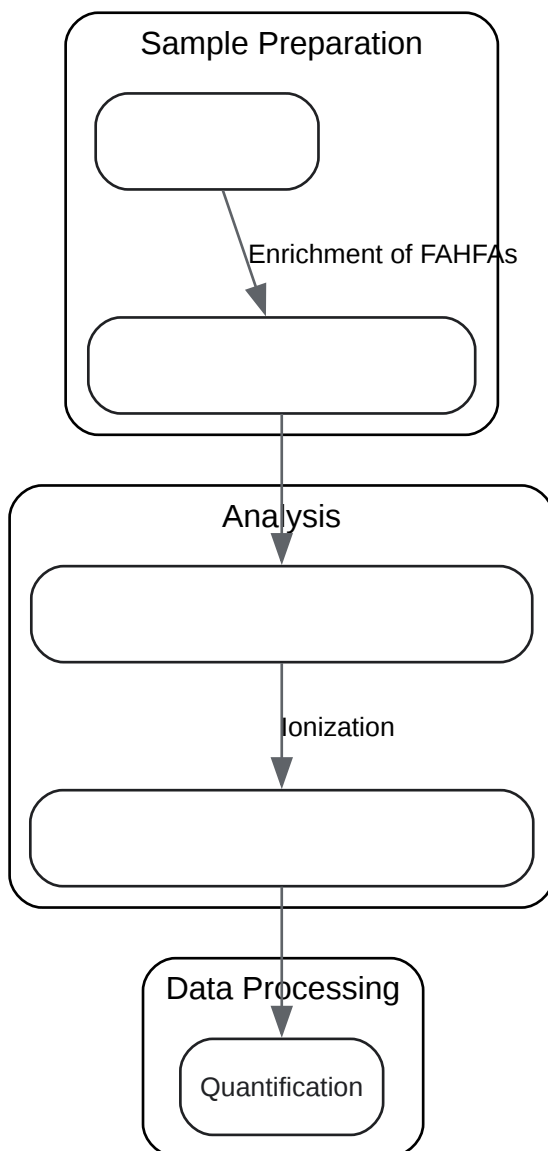 Sample Preparation
Enrichment of FAHFAs
Analysis
Ionization
Data Processing
Quantification